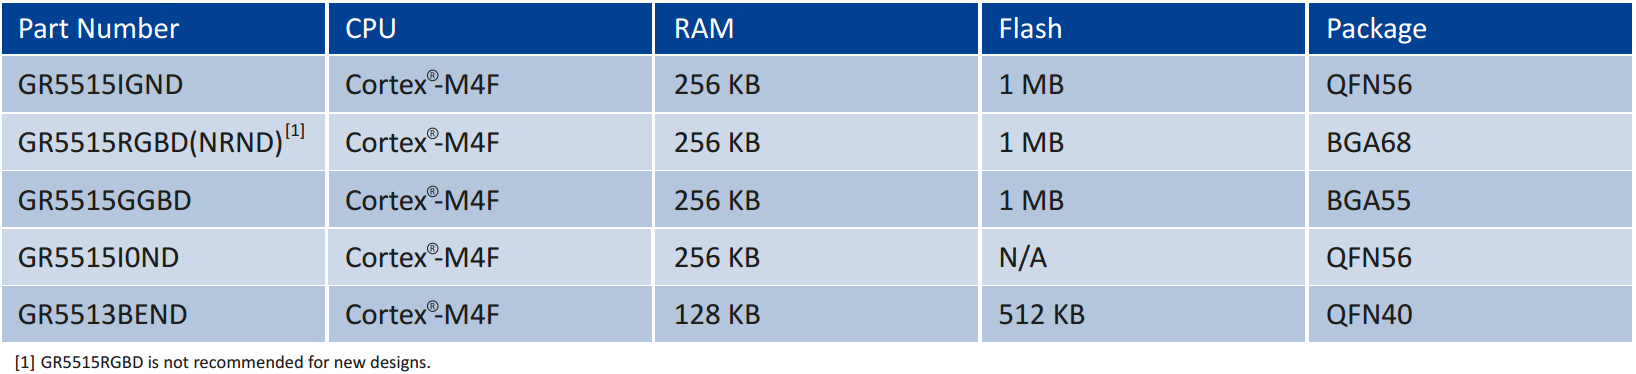 Part Number CPU RAM Flash Package
GR5515IGND Cortex®-M4F 256 KB 1 MB QFN56
GR5515RGBD(NRND)[1] Cortex®-M4F 256 KB 1 MB BGA68
GR5515GGBD Cortex®-M4F 256 KB 1 MB BGA55
GR5515I0ND Cortex®-M4F 256 KB N/A QFN56
GR5513BEND Cortex®-M4F 128 KB 512 KB QFN40
[1] GR5515RGBD is not recommended for new designs.